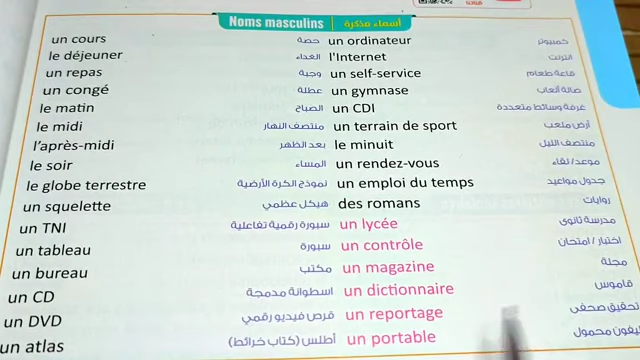 Noms masculins أسماء مذكرة
un cours حصة
le déjeuner الغداء
un repas وجبة
un congé عطلة
le matin الصباح
le midi منتصف النهار
l'après-midi بعد الظهر
le soir المساء
le globe terrestre نموذج الكرة الأرضية
un squelette هيكل عظمي
un TNI سبورة رقمية تفاعلية
un tableau سبورة
un bureau مكتب
un CD اسطوانة مدمجة
un DVD قرص فيديو رقمي
un atlas أطلس (كتاب خرائط)
un ordinateur كمبيوتر
l'Internet انترنت
un self-service قاعة طعام
un gymnase صالة ألعاب
un CDI غرفة وسائط متعددة
un terrain de sport أرض ملعب
le minuit منتصف الليل
un rendez-vous موعد / لقاء
un emploi du temps جدول مواعيد
des romans روايات
un lycée مدرسة ثانوى
un contrôle اختبار / امتحان
un magazine مجلة
un dictionnaire قاموس
un reportage تحقيق صحفى
un portable محمول